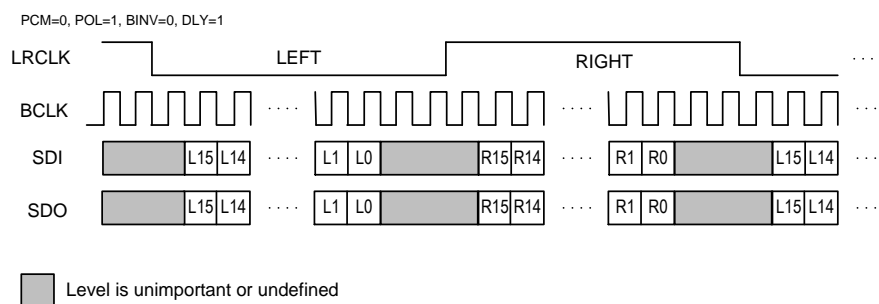 PCM=0, POL=1, BINV=0, DLY=1
LRCLK LEFT RIGHT . . .
BCLK . . . . . . . . . . .
SDI L15 L14 . . . . L1 L0 R15 R14 . . . . R1 R0 L15 L14 . . .
SDO L15 L14 . . . . L1 L0 R15 R14 . . . . R1 R0 L15 L14 . . .
Level is unimportant or undefined